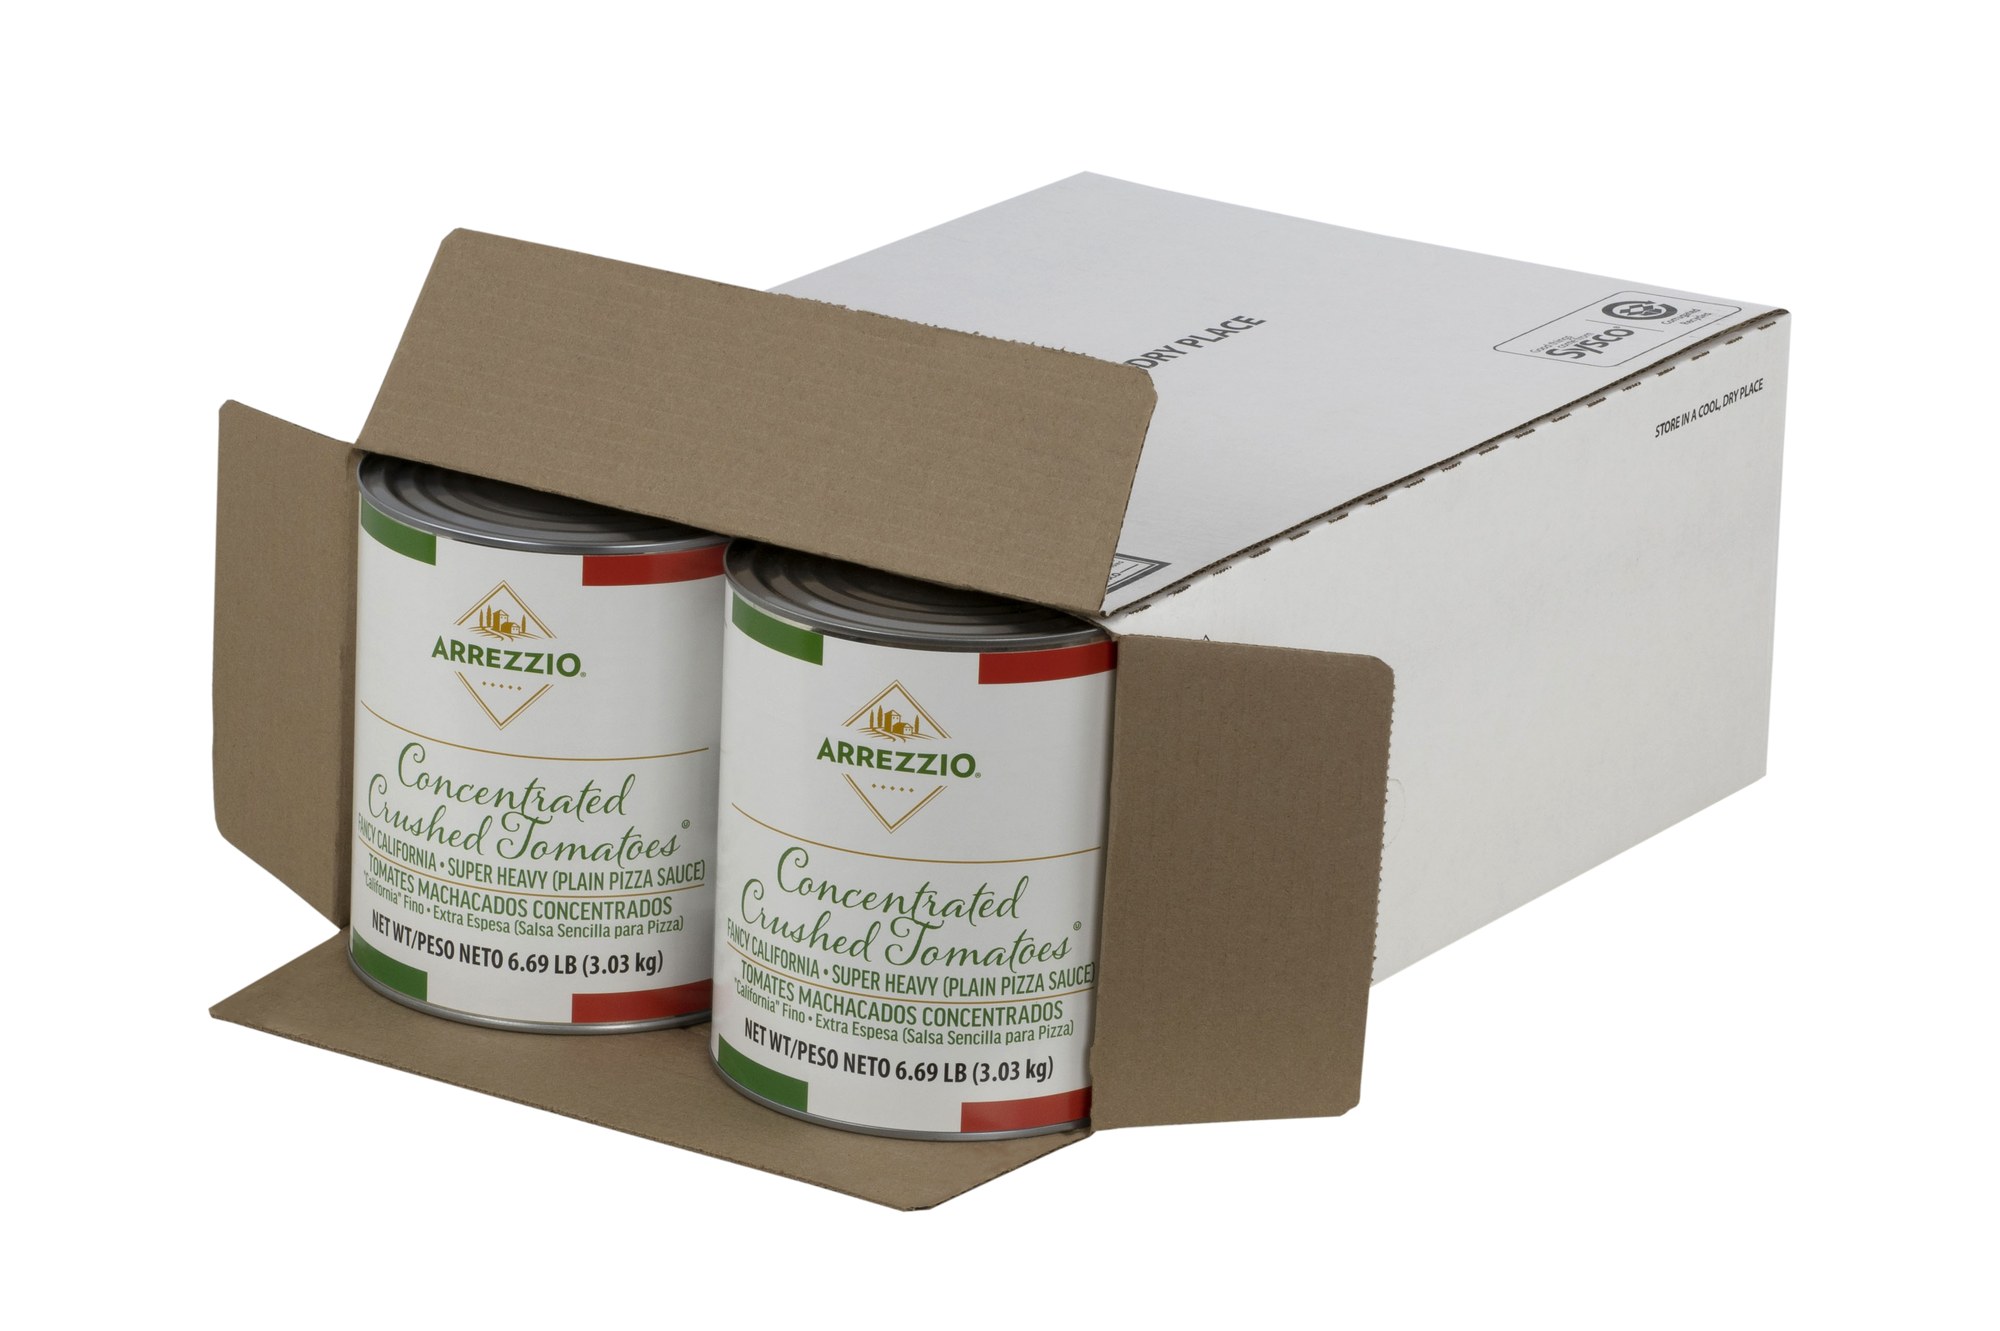 DRY PLACE
Sysco
Corrugated
Recycles
STORE IN A COOL, DRY PLACE
ARREZZIO®
Concentrated
Crushed Tomatoes
FANCY CALIFORNIA • SUPER HEAVY (PLAIN PIZZA SAUCE)
TOMATES MACHACADOS CONCENTRADOS
"California" Fino • Extra Espesa (Salsa Sencilla para Pizza)
NET WT/PESO NETO 6.69 LB (3.03 kg)
ARREZZIO®
Concentrated
Crushed Tomatoes
FANCY CALIFORNIA • SUPER HEAVY (PLAIN PIZZA SAUCE)
TOMATES MACHACADOS CONCENTRADOS
"California" Fino • Extra Espesa (Salsa Sencilla para Pizza)
NET WT/PESO NETO 6.69 LB (3.03 kg)